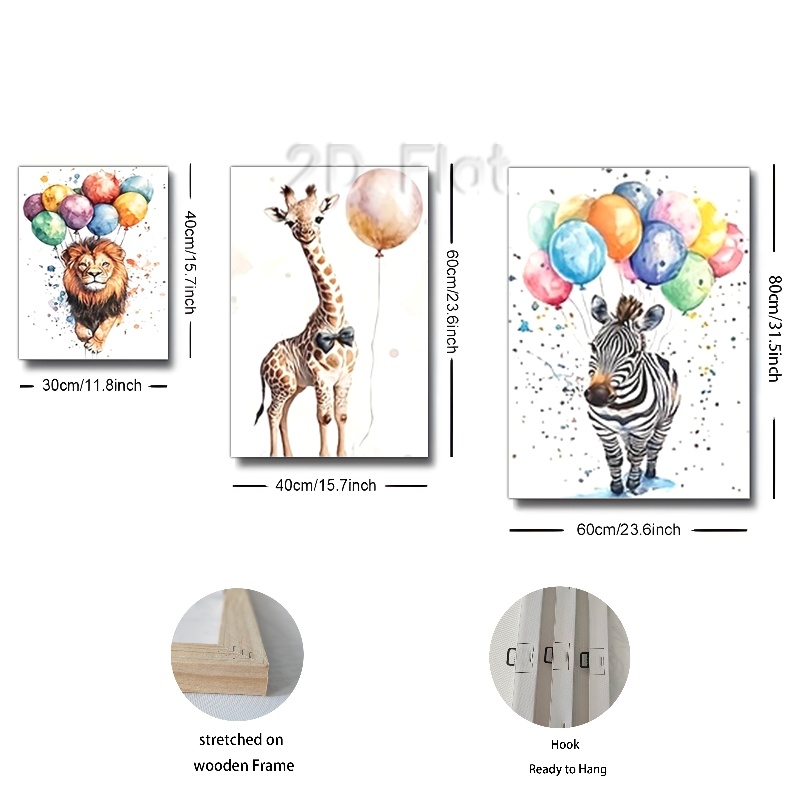 2D Flat
40cm/15.7inch
30cm/11.8inch
60cm/23.6inch
40cm/15.7inch
80cm/31.5inch
60cm/23.6inch
stretched on
wooden Frame
Hook
Ready to Hang